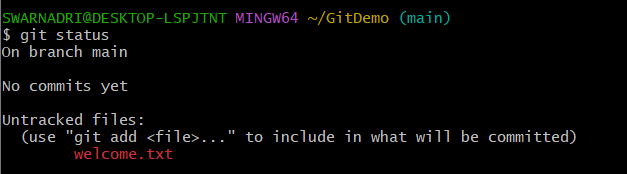 SWARNADRI@DESKTOP-LSPJTNT MINGW64 ~/GitDemo (main)
$ git status
On branch main
No commits yet
Untracked files:
  (use "git add <file>..." to include in what will be committed)
        welcome.txt